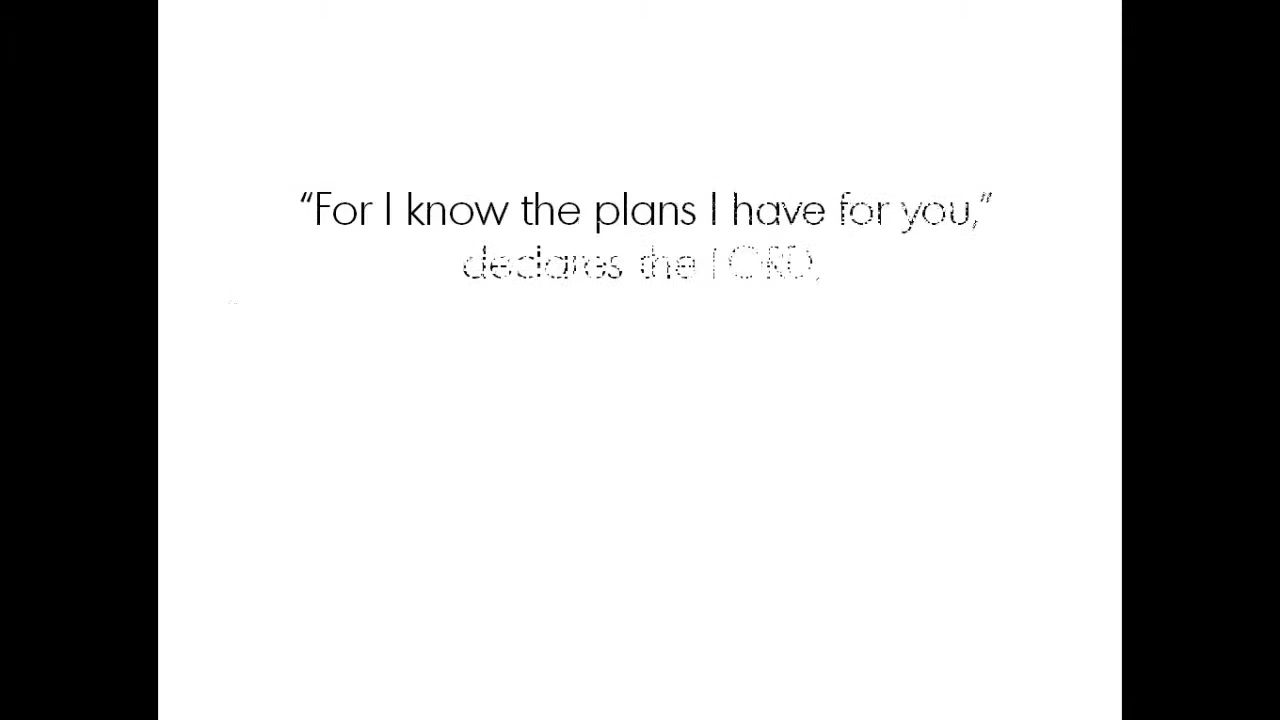 “For I know the plans I have for you,”
declares the LORD,